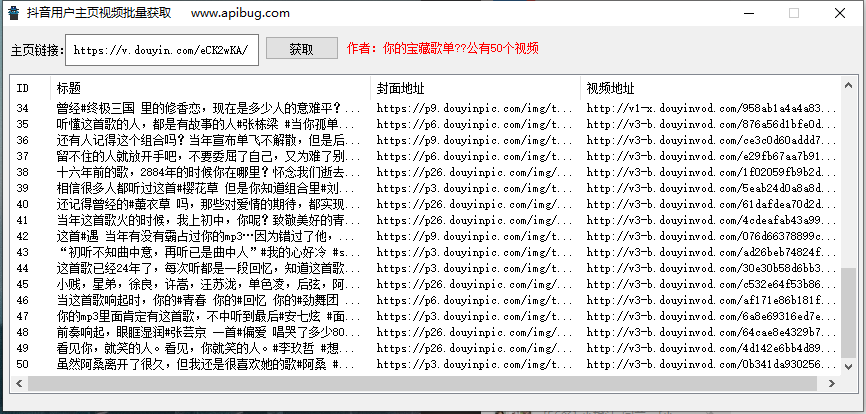 抖音用户主页视频批量获取 www.apibug.com
主页链接: https://v.douyin.com/eCK2wKA/ 获取 作者：你的宝藏歌单??公有50个视频
ID 标题 封面地址 视频地址
34 曾经#终极三国 里的修香恋，现在是多少人的意难平？... https://p9.douyinpic.com/img/t... http://v1-x.douyinvod.com/958ab1a4a4a83...
35 听懂这首歌的人，都是有故事的人#张栋梁 #当你孤单... https://p6.douyinpic.com/img/t... http://v3-b.douyinvod.com/876a56d1bfe0d...
36 还有人记得这个组合吗？当年宣布单飞不解散，但是后... https://p9.douyinpic.com/img/t... http://v3-b.douyinvod.com/ce3c0d60addd7...
37 留不住的人就放开手吧，不要委屈了自己，又为难了别... https://p6.douyinpic.com/img/t... http://v3-b.douyinvod.com/e29fb67aa7b91...
38 十六年前的歌，2884年的时候你在哪里？怀念我们逝去... https://p26.douyinpic.com/img/... http://v3-b.douyinvod.com/1f02059fb9b2d...
39 相信很多人都听过这首#樱花草 但是你知道组合里#刘... https://p3.douyinpic.com/img/t... http://v3-b.douyinvod.com/5eab24d0a8a8d...
40 还记得曾经的#薰衣草 吗，那些对爱情的期待，都实现... https://p26.douyinpic.com/img/... http://v3-b.douyinvod.com/61dafdea70d2d...
41 当年这首歌火的时候，我上初中，你呢？致敬美好的青... https://p26.douyinpic.com/img/... http://v3-b.douyinvod.com/4cdeafab43a99...
42 这首#遇 当年有没有霸占过你的mp3…因为错过了他，... https://p9.douyinpic.com/img/t... http://v3-b.douyinvod.com/076d66378899c...
43 “初听不知曲中意，再听已是曲中人”#我的心好冷 #s... https://p3.douyinpic.com/img/t... http://v3-b.douyinvod.com/ad26beb74824f...
44 这首歌已经24年了，每次听都是一段回忆，知道这首歌... https://p3.douyinpic.com/img/t... http://v3-b.douyinvod.com/30e30b58d6bb3...
45 小贱，星弟，徐良，许嵩，汪苏泷，单色凌，后弦，阿... https://p26.douyinpic.com/img/... http://v3-b.douyinvod.com/c532e64f53b86...
46 当这首歌响起时，你的#青春 你的#回忆 你的#劲舞团 ... https://p6.douyinpic.com/img/t... http://v3-b.douyinvod.com/af171e86b181f...
47 你的mp3里面肯定有这首歌，不中听到最后#安七炫 #面... https://p3.douyinpic.com/img/t... http://v3-b.douyinvod.com/6a8e69316ed7e...
48 前奏响起，眼眶湿润#张芸京 一首#偏爱 唱哭了多少80... https://p26.douyinpic.com/img/... http://v3-b.douyinvod.com/64cae8e4329b7...
49 看见你，就笑的人。看见，你就笑的人。#李玖哲 #想... https://p26.douyinpic.com/img/... http://v3-b.douyinvod.com/4d142e6bb4d89...
50 虽然阿桑离开了很久，但我还是很喜欢她的歌#阿桑 #... https://p3.douyinpic.com/img/t... http://v3-b.douyinvod.com/0b341da930256...